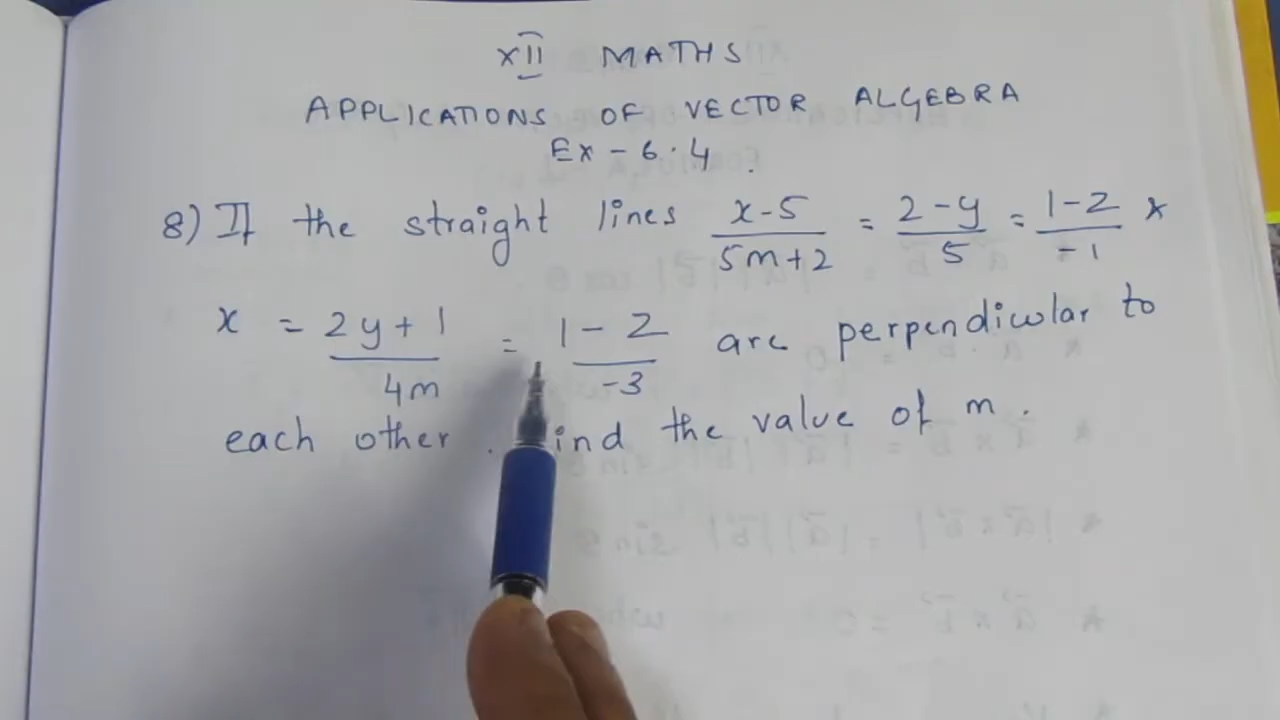 XII MATHS
APPLICATIONS OF VECTOR ALGEBRA
Ex - 6.4
8) If the straight lines (x-5)/(5m+2) = (2-y)/5 = (1-z)/-1 &
x = (2y+1)/4m = (1-z)/-3 are perpendicular to
each other. ind the value of m.